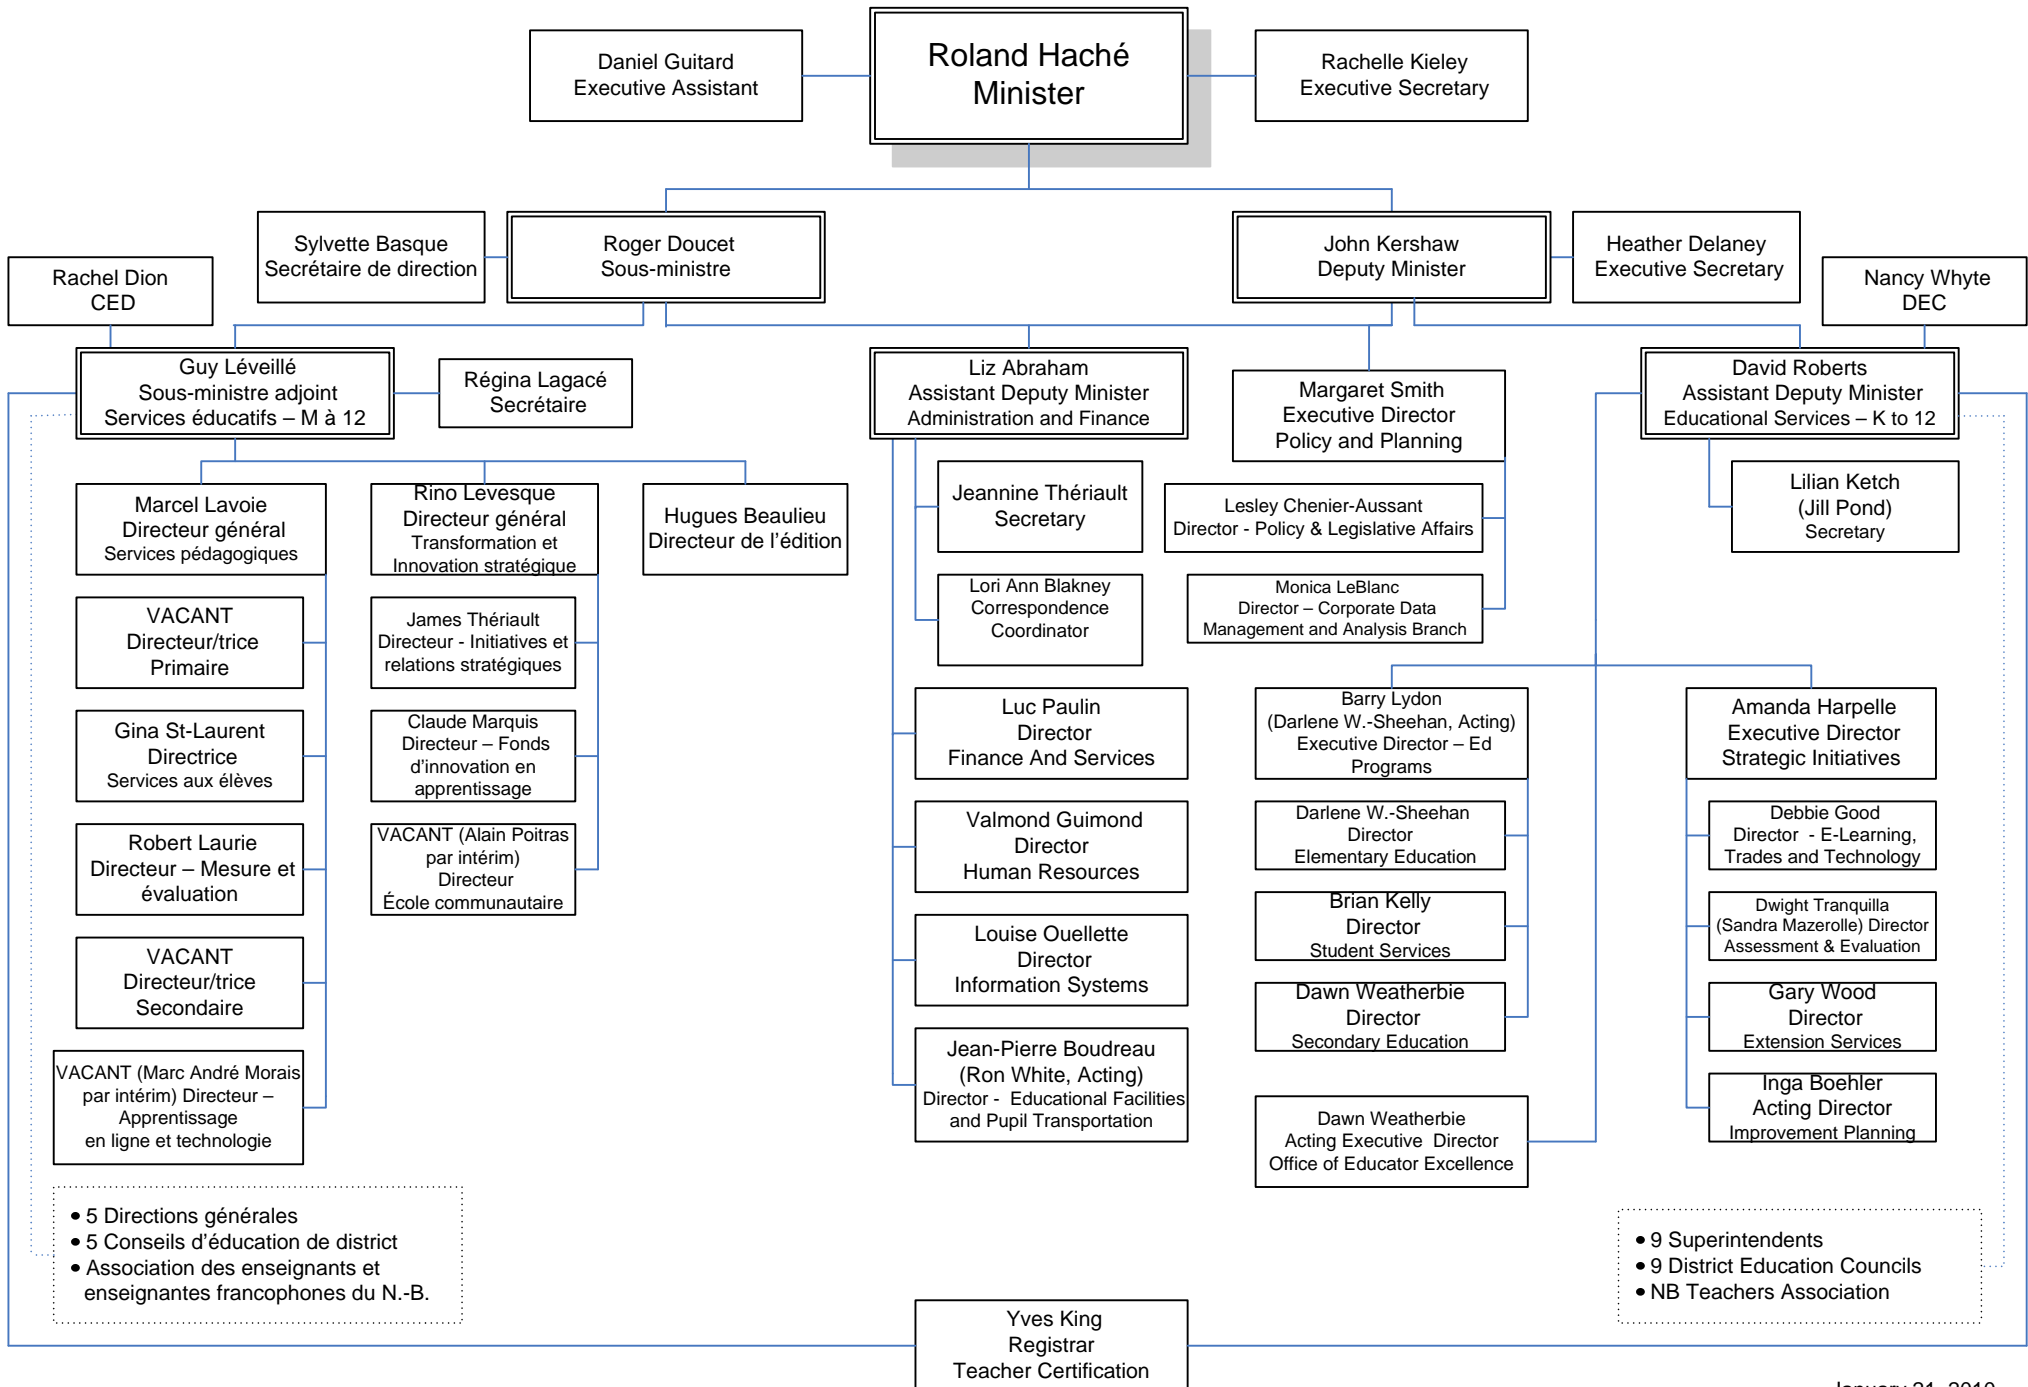 Roland Haché
Minister
Daniel Guitard
Executive Assistant
Rachelle Kieley
Executive Secretary
Sylvette Basque
Secrétaire de direction
Roger Doucet
Sous-ministre
John Kershaw
Deputy Minister
Heather Delaney
Executive Secretary
Rachel Dion
CED
Nancy Whyte
DEC
Guy Léveillé
Sous-ministre adjoint
Services éducatifs – M à 12
Régina Lagacé
Secrétaire
Liz Abraham
Assistant Deputy Minister
Administration and Finance
Margaret Smith
Executive Director
Policy and Planning
David Roberts
Assistant Deputy Minister
Educational Services – K to 12
Marcel Lavoie
Directeur général
Services pédagogiques
Rino Levesque
Directeur général
Transformation et
Innovation stratégique
Hugues Beaulieu
Directeur de l’édition
Jeannine Thériault
Secretary
Lesley Chenier-Aussant
Director - Policy & Legislative Affairs
Lilian Ketch
(Jill Pond)
Secretary
VACANT
Directeur/trice
Primaire
James Thériault
Directeur - Initiatives et
relations stratégiques
Lori Ann Blakney
Correspondence
Coordinator
Monica LeBlanc
Director – Corporate Data
Management and Analysis Branch
Gina St-Laurent
Directrice
Services aux élèves
Claude Marquis
Directeur – Fonds
d’innovation en
apprentissage
Luc Paulin
Director
Finance And Services
Barry Lydon
(Darlene W.-Sheehan, Acting)
Executive Director – Ed
Programs
Amanda Harpelle
Executive Director
Strategic Initiatives
Robert Laurie
Directeur – Mesure et
évaluation
VACANT (Alain Poitras
par intérim)
Directeur
École communautaire
Valmond Guimond
Director
Human Resources
Darlene W.-Sheehan
Director
Elementary Education
Debbie Good
Director - E-Learning,
Trades and Technology
VACANT
Directeur/trice
Secondaire
Louise Ouellette
Director
Information Systems
Brian Kelly
Director
Student Services
Dwight Tranquilla
(Sandra Mazerolle) Director
Assessment & Evaluation
VACANT (Marc André Morais
par intérim) Directeur –
Apprentissage
en ligne et technologie
Jean-Pierre Boudreau
(Ron White, Acting)
Director - Educational Facilities
and Pupil Transportation
Dawn Weatherbie
Director
Secondary Education
Gary Wood
Director
Extension Services
Dawn Weatherbie
Acting Executive Director
Office of Educator Excellence
Inga Boehler
Acting Director
Improvement Planning
• 5 Directions générales
• 5 Conseils d’éducation de district
• Association des enseignants et
enseignantes francophones du N.-B.
• 9 Superintendents
• 9 District Education Councils
• NB Teachers Association
Yves King
Registrar
Teacher Certification
January 21, 2010